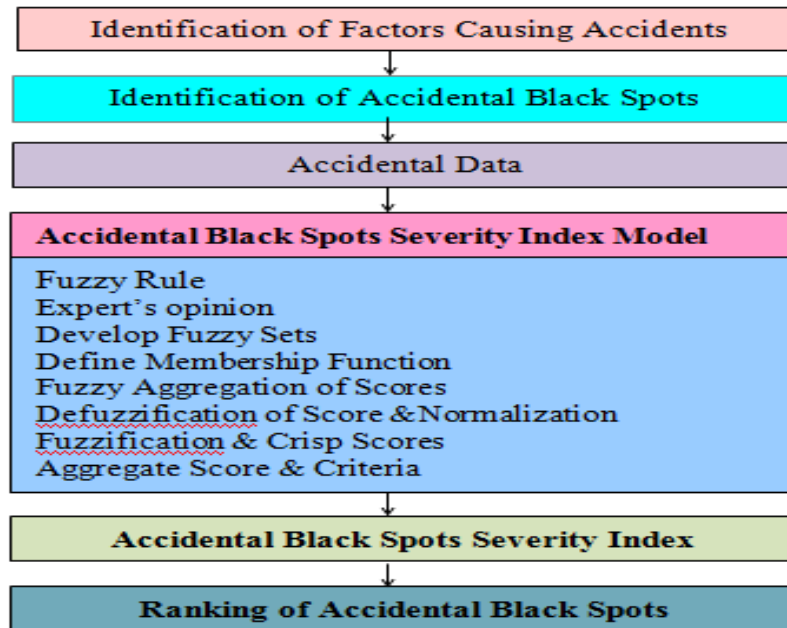 Identification of Factors Causing Accidents
Identification of Accidental Black Spots
Accidental Data
Accidental Black Spots Severity Index Model
Fuzzy Rule
Expert's opinion
Develop Fuzzy Sets
Define Membership Function
Fuzzy Aggregation of Scores
Defuzzification of Score &Normalization
Fuzzification & Crisp Scores
Aggregate Score & Criteria
Accidental Black Spots Severity Index
Ranking of Accidental Black Spots